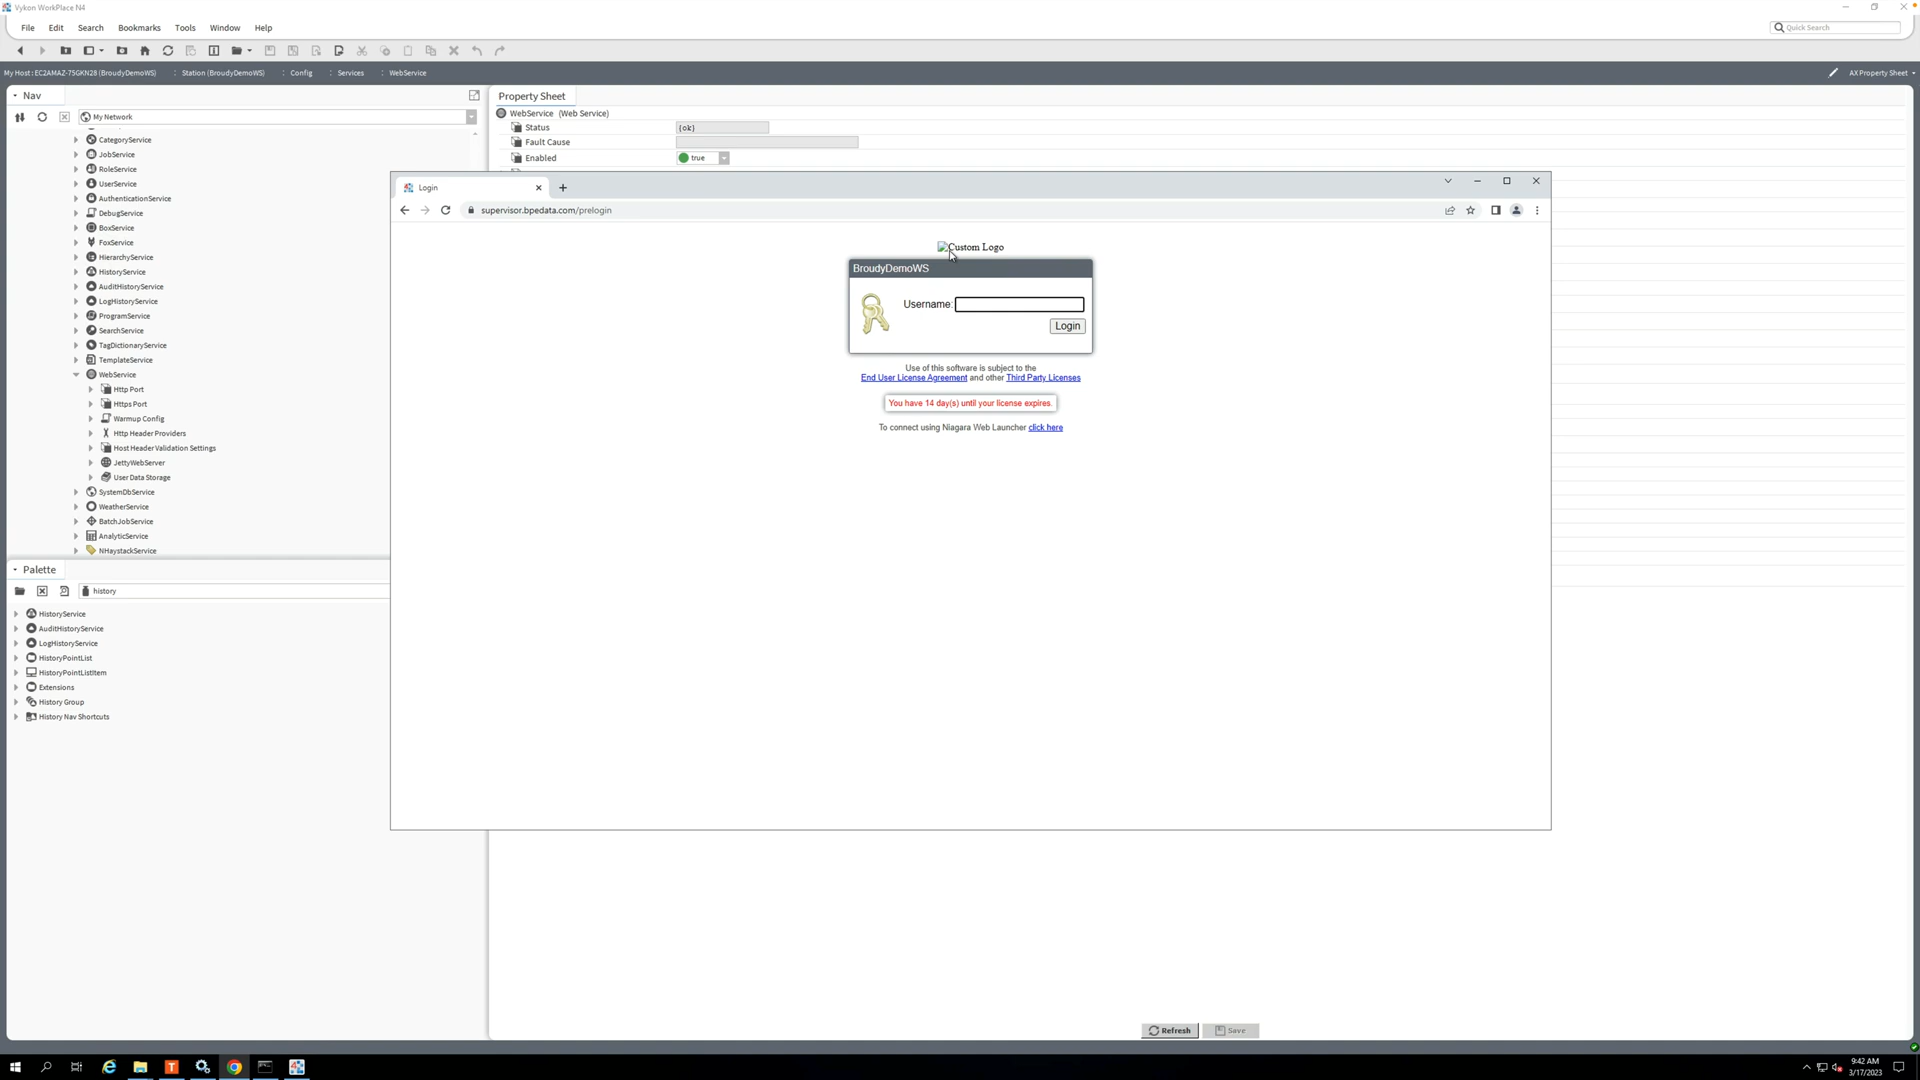 Vykon WorkPlace N4
File Edit Search Bookmarks Tools Window Help
Quick Search
My Host : EC2AMAZ-75GKN28 (BroudyDemoWS) : Station (BroudyDemoWS) : Config : Services : WebService
AX Property Sheet
Nav
My Network
CategoryService
JobService
RoleService
UserService
AuthenticationService
DebugService
BoxService
FoxService
HierarchyService
HistoryService
AuditHistoryService
LogHistoryService
ProgramService
SearchService
TagDictionaryService
TemplateService
WebService
Http Port
Https Port
Warmup Config
Http Header Providers
Host Header Validation Settings
JettyWebServer
User Data Storage
SystemDbService
WeatherService
BatchJobService
AnalyticService
NHaystackService
Palette
history
HistoryService
AuditHistoryService
LogHistoryService
HistoryPointList
HistoryPointListItem
Extensions
History Group
History Nav Shortcuts
Property Sheet
WebService (Web Service)
Status {ok}
Fault Cause
Enabled true
Login
supervisor.bpedata.com/prelogin
Custom Logo
BroudyDemoWS
Username:
Login
Use of this software is subject to the
End User License Agreement and other Third Party Licenses
You have 14 day(s) until your license expires.
To connect using Niagara Web Launcher click here
Refresh Save
9:42 AM
3/17/2023